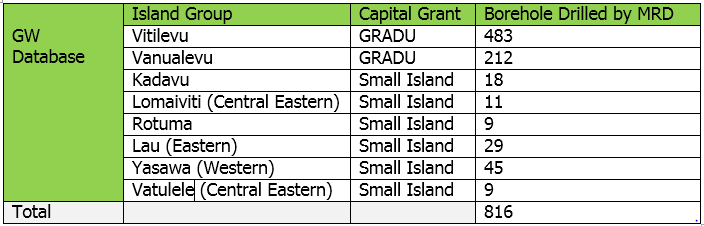 GW Database Island Group Capital Grant Borehole Drilled by MRD
Vitilevu GRADU 483
Vanualevu GRADU 212
Kadavu Small Island 18
Lomaiviti (Central Eastern) Small Island 11
Rotuma Small Island 9
Lau (Eastern) Small Island 29
Yasawa (Western) Small Island 45
Vatulele (Central Eastern) Small Island 9
Total 816